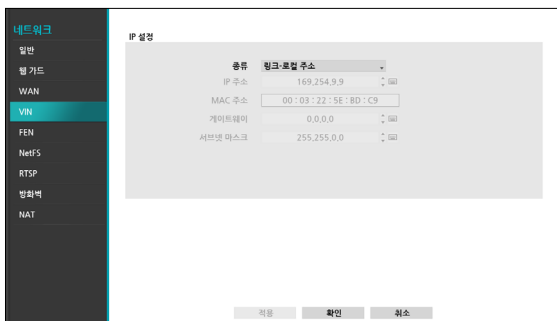 네트워크
일반
웹 가드
WAN
VIN
FEN
NetFS
RTSP
방화벽
NAT
IP 설정
종류 링크-로컬 주소
IP 주소 169,254,9,9
MAC 주소 00 : 03 : 22 : 5E : BD : C9
게이트웨이 0,0,0,0
서브넷 마스크 255,255,0,0
적용 확인 취소